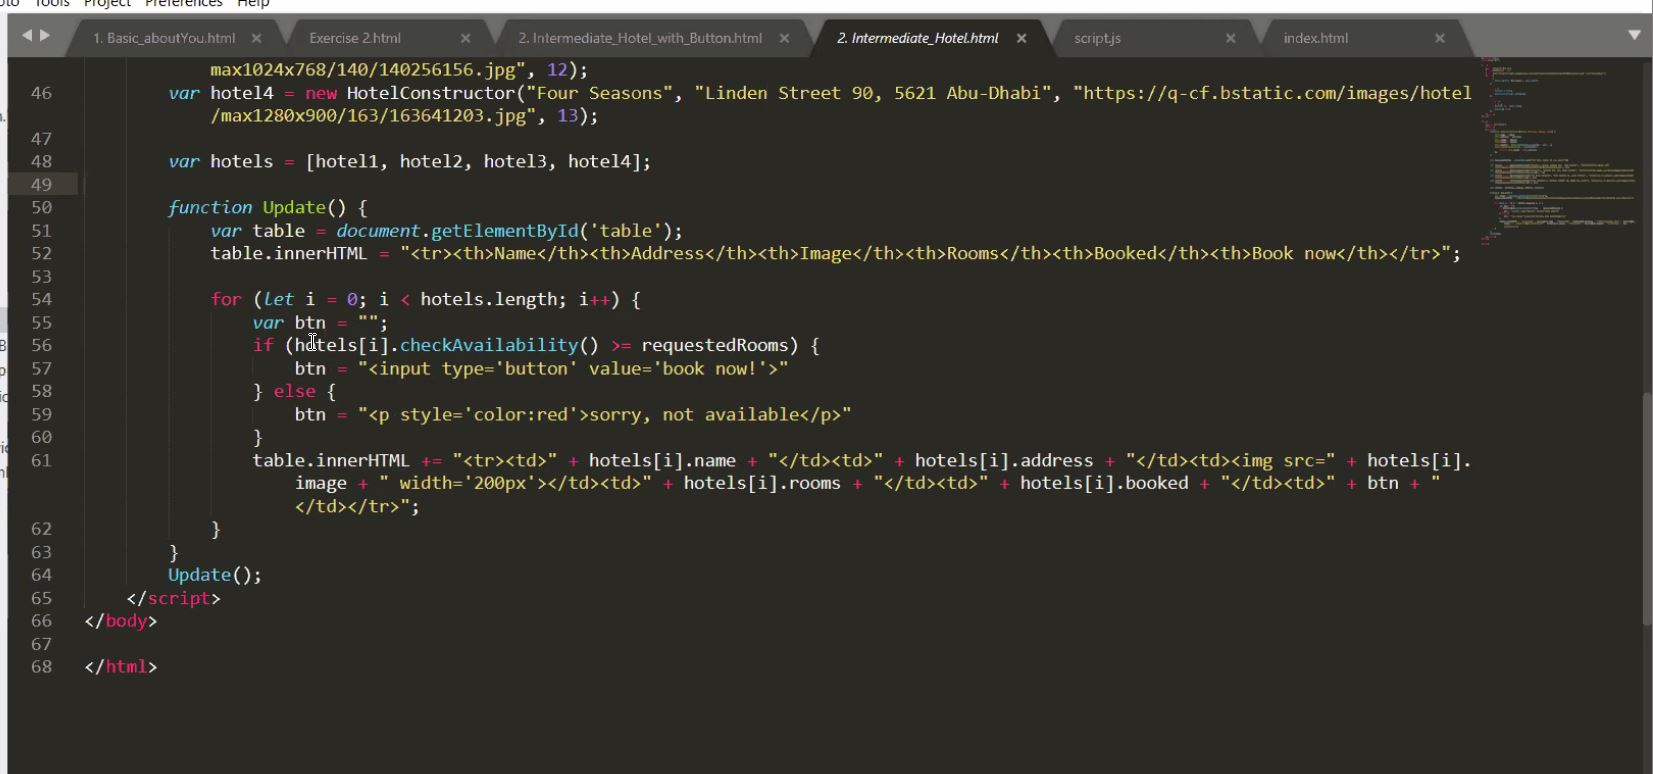 Tools Project Preferences Help
1. Basic_aboutYou.html × Exercise 2.html × 2. Intermediate_Hotel_with_Button.html × 2. Intermediate_Hotel.html × script.js × index.html ×
max1024x768/140/140256156.jpg", 12);
46 var hotel4 = new HotelConstructor("Four Seasons", "Linden Street 90, 5621 Abu-Dhabi", "https://q-cf.bstatic.com/images/hotel
/max1280x900/163/163641203.jpg", 13);
47
48 var hotels = [hotel1, hotel2, hotel3, hotel4];
49
50 function Update() {
51 var table = document.getElementById('table');
52 table.innerHTML = "<tr><th>Name</th><th>Address</th><th>Image</th><th>Rooms</th><th>Booked</th><th>Book now</th></tr>";
53
54 for (let i = 0; i < hotels.length; i++) {
55 var btn = "";
56 if (hotels[i].checkAvailability() >= requestedRooms) {
57 btn = "<input type='button' value='book now!'>"
58 } else {
59 btn = "<p style='color:red'>sorry, not available</p>"
60 }
61 table.innerHTML += "<tr><td>" + hotels[i].name + "</td><td>" + hotels[i].address + "</td><td><img src=" + hotels[i].
image + " width='200px'></td><td>" + hotels[i].rooms + "</td><td>" + hotels[i].booked + "</td><td>" + btn + "
</td></tr>";
62 }
63 }
64 Update();
65 </script>
66 </body>
67
68 </html>